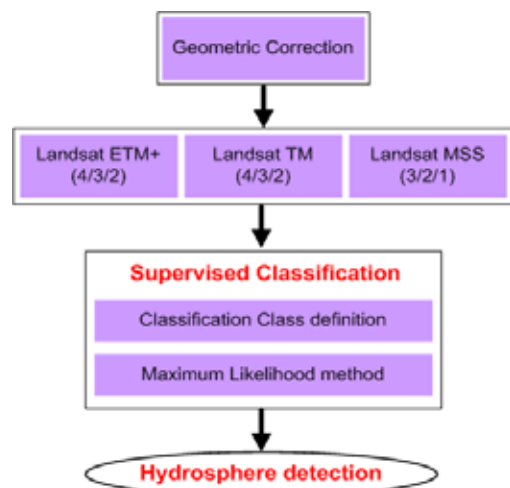 Geometric Correction
Landsat ETM+
(4/3/2)
Landsat TM
(4/3/2)
Landsat MSS
(3/2/1)
Supervised Classification
Classification Class definition
Maximum Likelihood method
Hydrosphere detection